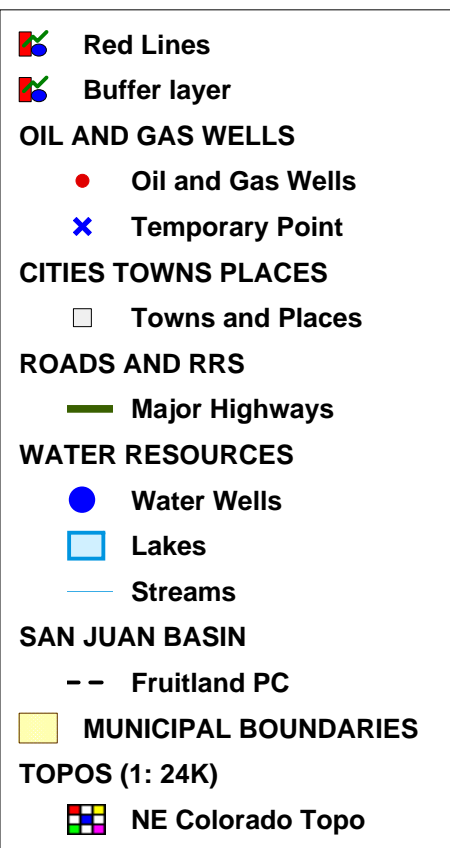 Red Lines
Buffer layer
OIL AND GAS WELLS
Oil and Gas Wells
Temporary Point
CITIES TOWNS PLACES
Towns and Places
ROADS AND RRS
Major Highways
WATER RESOURCES
Water Wells
Lakes
Streams
SAN JUAN BASIN
Fruitland PC
MUNICIPAL BOUNDARIES
TOPOS (1: 24K)
NE Colorado Topo